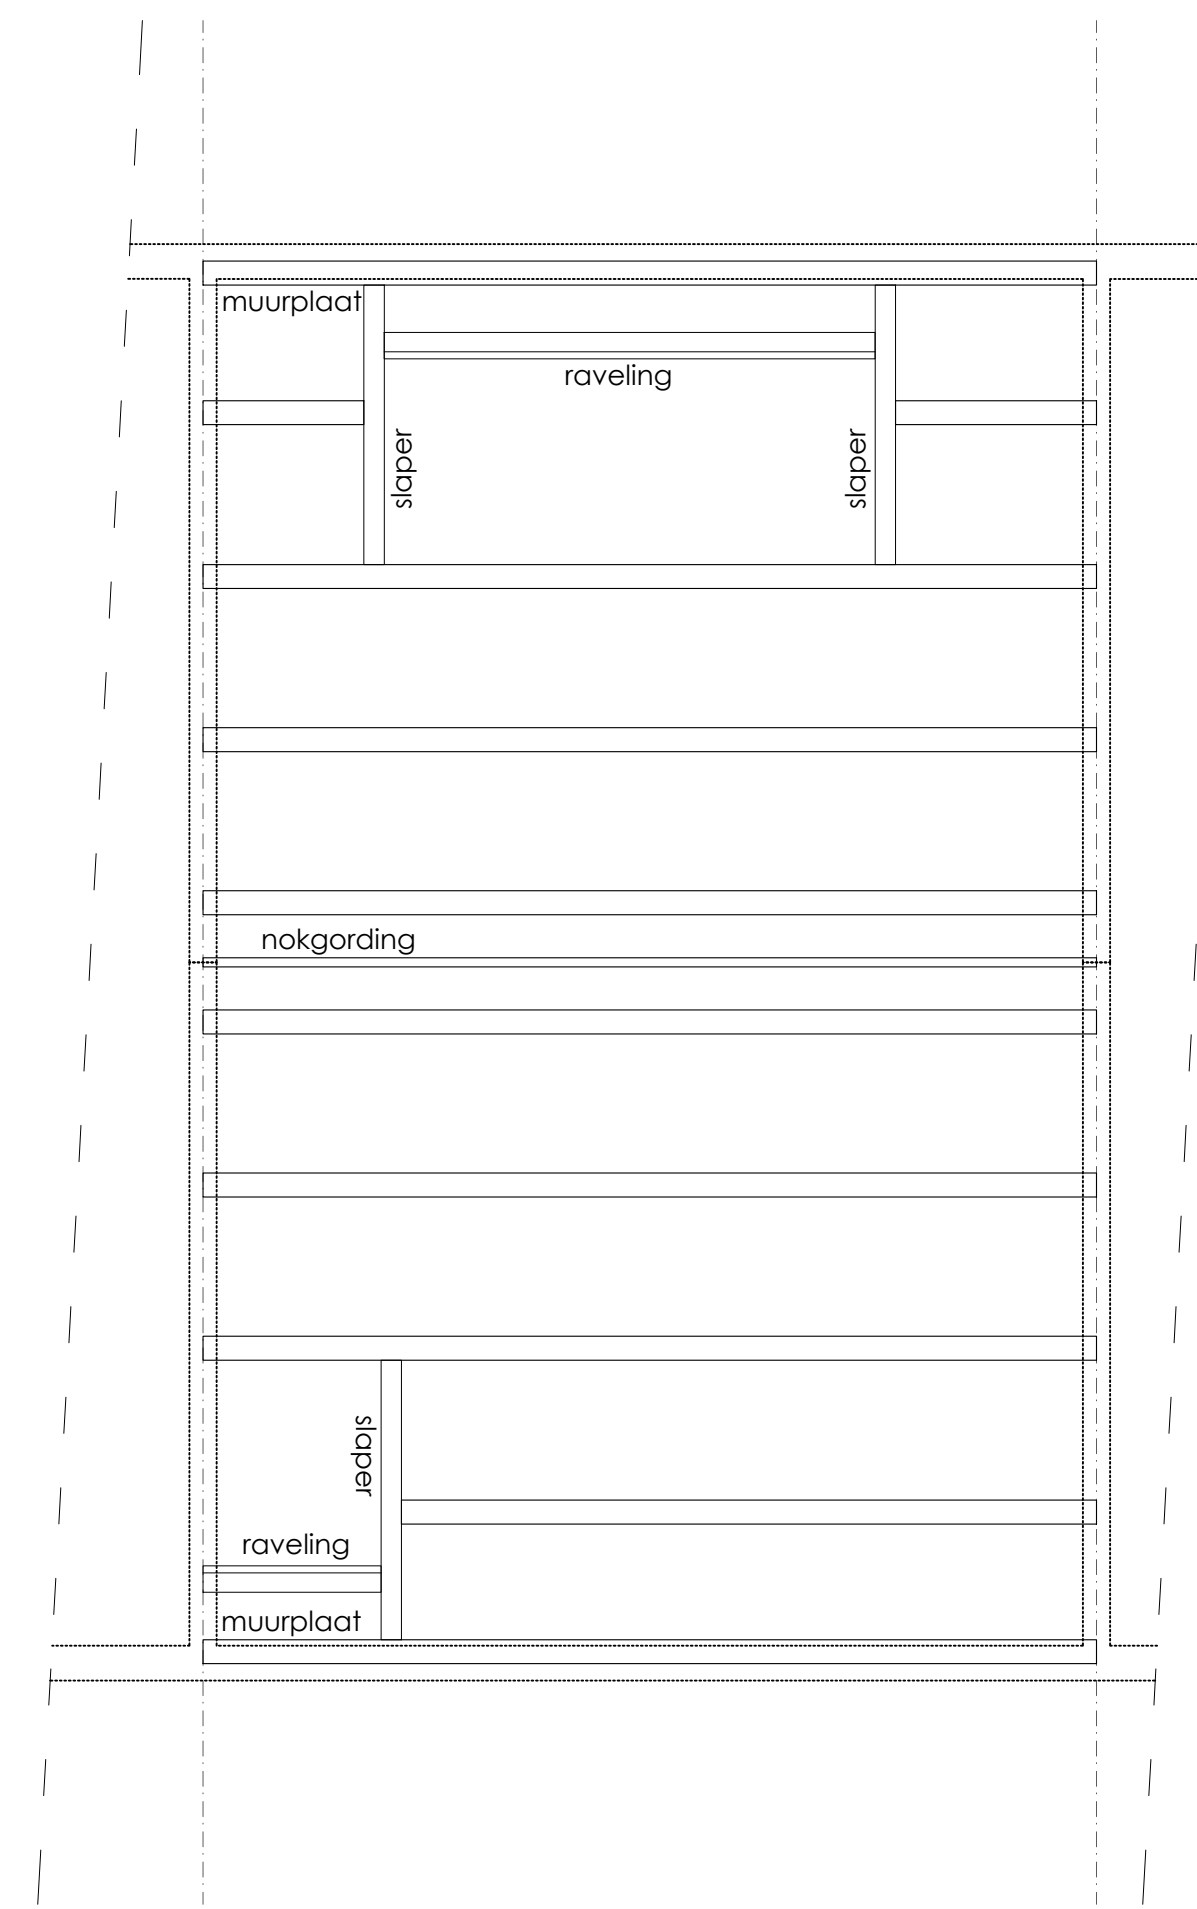 muurplaat
raveling
slaper
slaper
nokgording
slaper
raveling
muurplaat